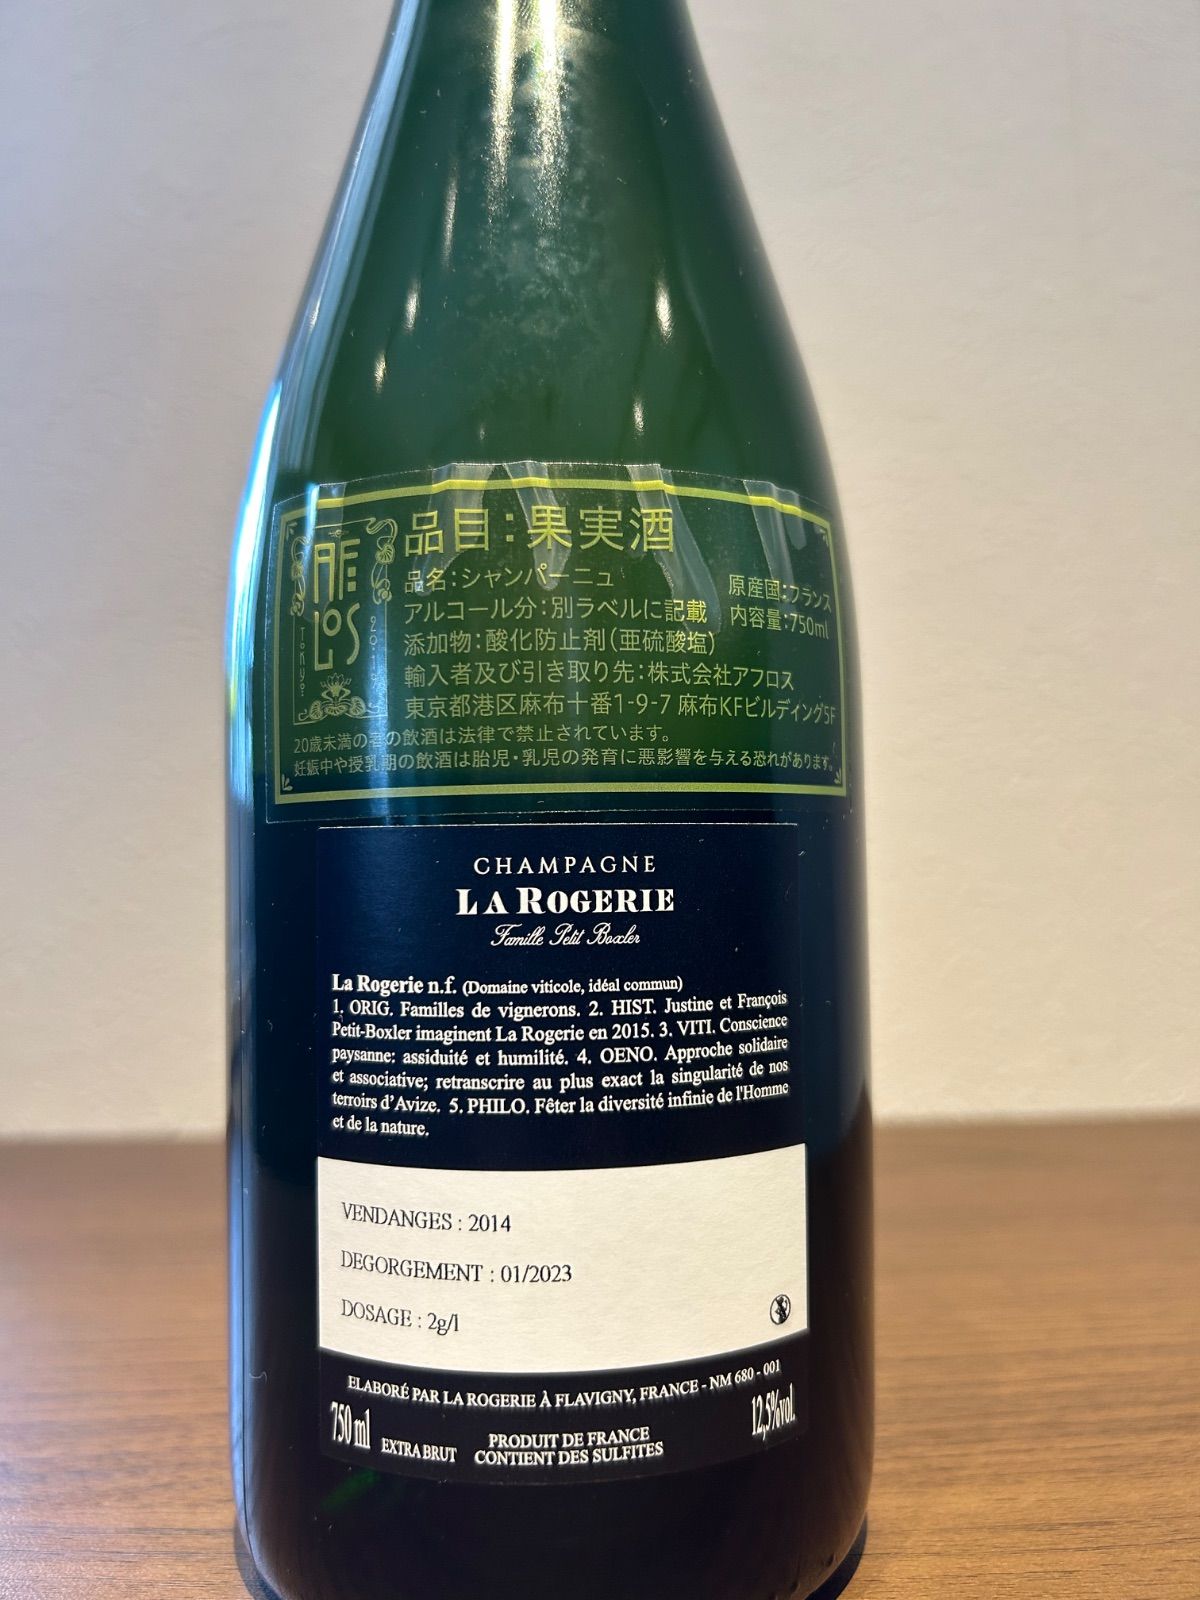 AFE
LOS
TOKYO
品目：果実酒
品名：シャンパーニュ
原産国：フランス
アルコール分：別ラベルに記載
内容量：750ml
添加物：酸化防止剤（亜硫酸塩）
輸入者及び引き取り先：株式会社アフロス
東京都港区麻布十番1-9-7 麻布KFビルディング5F
20歳未満の者の飲酒は法律で禁止されています。
妊娠中や授乳期の飲酒は胎児・乳児の発育に悪影響を与える恐れがあります。
CHAMPAGNE
LA ROGERIE
Famille Petit Boxler
La Rogerie n.f. (Domaine viticole, idéal commun)
1. ORIG. Familles de vignerons. 2. HIST. Justine et François
Petit-Boxler imaginent La Rogerie en 2015. 3. VITI. Conscience
paysanne: assiduité et humilité. 4. OENO. Approche solidaire
et associative; retranscrire au plus exact la singularité de nos
terroirs d'Avize. 5. PHILO. Fêter la diversité infinie de l'Homme
et de la nature.
VENDANGES : 2014
DEGORGEMENT : 01/2023
DOSAGE : 2g/l
ELABORÉ PAR LA ROGERIE À FLAVIGNY, FRANCE - NM 680 - 001
750 ml
EXTRA BRUT
PRODUIT DE FRANCE
CONTIENT DES SULFITES
12,5%vol.